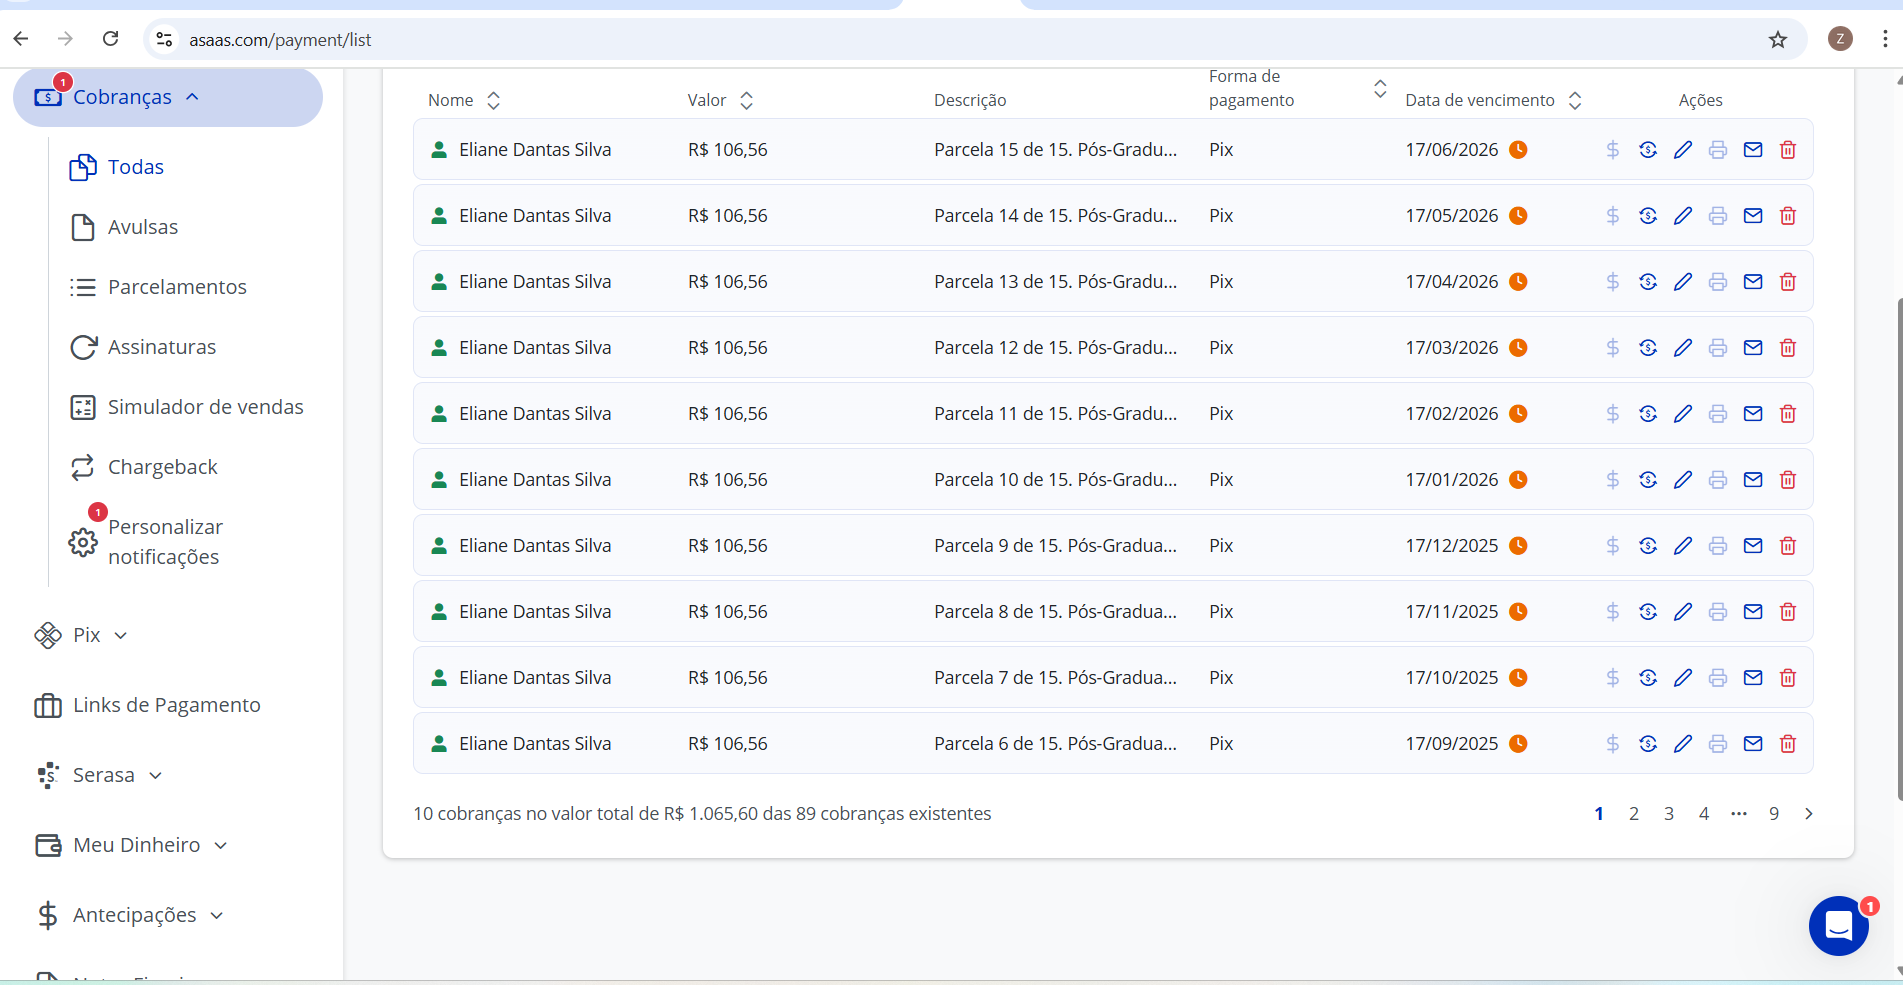 asaas.com/payment/list
Z
1
Cobranças
Todas
Avulsas
Parcelamentos
Assinaturas
Simulador de vendas
Chargeback
1
Personalizar
notificações
Pix
Links de Pagamento
Serasa
Meu Dinheiro
Antecipações
Nome Valor Descrição Forma de pagamento Data de vencimento Ações
Eliane Dantas Silva R$ 106,56 Parcela 15 de 15. Pós-Gradu... Pix 17/06/2026
Eliane Dantas Silva R$ 106,56 Parcela 14 de 15. Pós-Gradu... Pix 17/05/2026
Eliane Dantas Silva R$ 106,56 Parcela 13 de 15. Pós-Gradu... Pix 17/04/2026
Eliane Dantas Silva R$ 106,56 Parcela 12 de 15. Pós-Gradu... Pix 17/03/2026
Eliane Dantas Silva R$ 106,56 Parcela 11 de 15. Pós-Gradu... Pix 17/02/2026
Eliane Dantas Silva R$ 106,56 Parcela 10 de 15. Pós-Gradu... Pix 17/01/2026
Eliane Dantas Silva R$ 106,56 Parcela 9 de 15. Pós-Gradua... Pix 17/12/2025
Eliane Dantas Silva R$ 106,56 Parcela 8 de 15. Pós-Gradua... Pix 17/11/2025
Eliane Dantas Silva R$ 106,56 Parcela 7 de 15. Pós-Gradua... Pix 17/10/2025
Eliane Dantas Silva R$ 106,56 Parcela 6 de 15. Pós-Gradua... Pix 17/09/2025
10 cobranças no valor total de R$ 1.065,60 das 89 cobranças existentes 1 2 3 4 ... 9
1